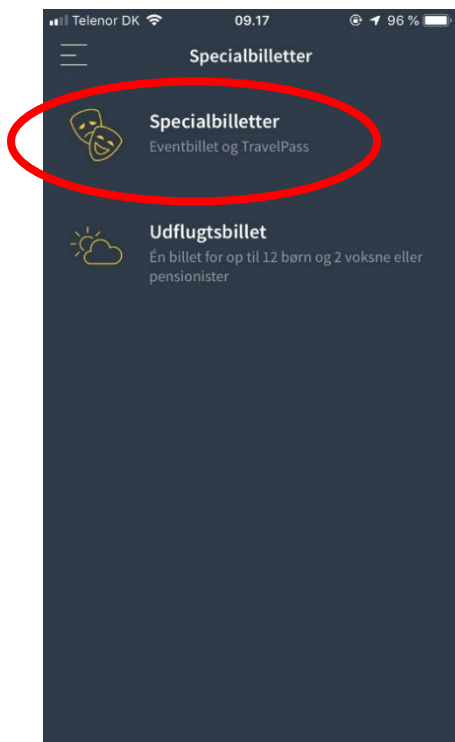 Telenor DK 09.17 96 %
Specialbilletter
Specialbilletter
Eventbillet og TravelPass
Udflugtsbillet
Én billet for op til 12 børn og 2 voksne eller
pensionister